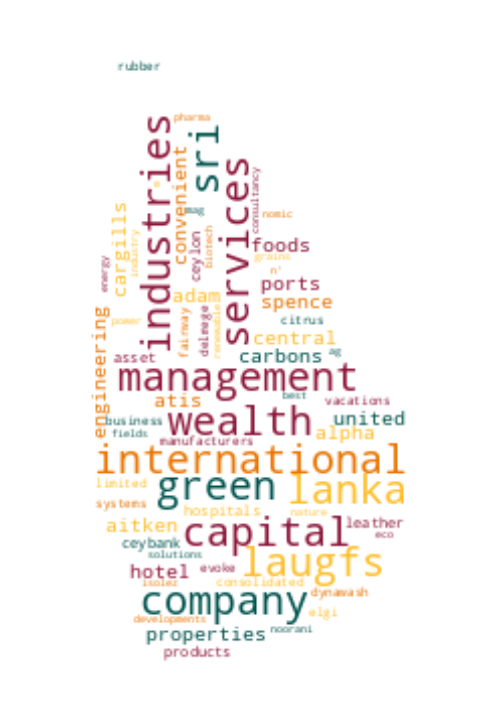 rubber
pharma
industries
sri
convenient
services
consultancy
cargills
industry
mag
nomic
ceylon
biotech
foods
grains
n'
energy
adam
ports
spence
power
fairway
delmege
renewable
citrus
engineering
central
asset
carbons
ag
management
atis
best
vacations
business
wealth
united
fields
manufacturers
alpha
international
limited
green
lanka
systems
hospitals
nature
aitken
capital
leather
eco
ceybank
solutions
laugfs
hotel
evoke
isolez
consolidated
company
dynawash
developments
elgi
properties
noorani
products